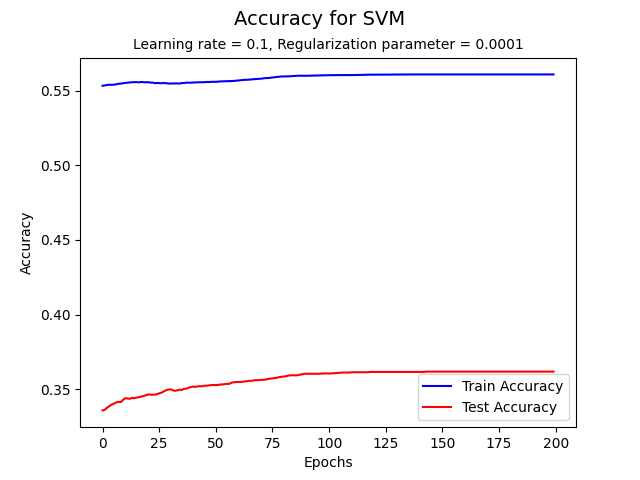 Accuracy for SVM
Learning rate = 0.1, Regularization parameter = 0.0001
0.55
0.50
0.45
0.40
0.35
Accuracy
Train Accuracy
Test Accuracy
0 25 50 75 100 125 150 175 200
Epochs